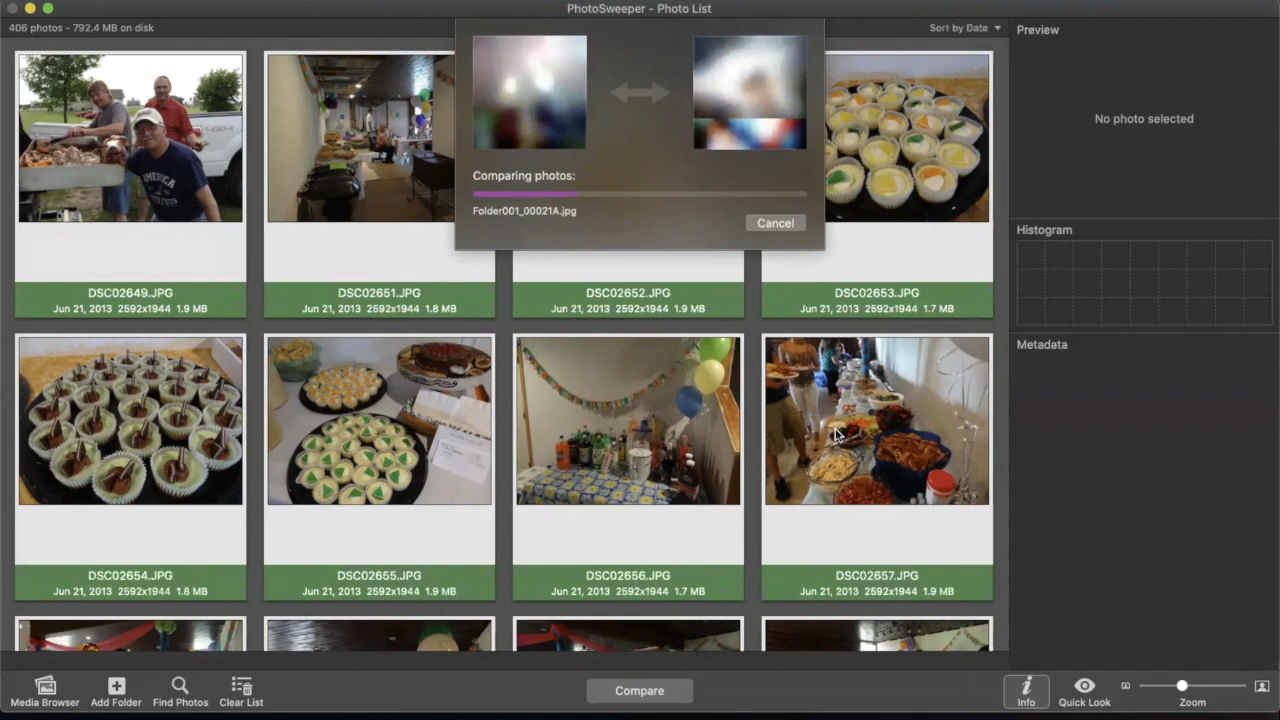 PhotoSweeper - Photo List
406 photos - 792.4 MB on disk
Sort by Date
Preview
No photo selected
Comparing photos:
Folder001_00021A.jpg
Cancel
Histogram
Metadata
AMERICA
DSC02649.JPG
Jun 21, 2013 2592x1944 1.9 MB
DSC02651.JPG
Jun 21, 2013 2592x1944 1.8 MB
DSC02652.JPG
Jun 21, 2013 2592x1944 1.9 MB
DSC02653.JPG
Jun 21, 2013 2592x1944 1.7 MB
DSC02654.JPG
Jun 21, 2013 2592x1944 1.8 MB
DSC02655.JPG
Jun 21, 2013 2592x1944 1.9 MB
DSC02656.JPG
Jun 21, 2013 2592x1944 1.7 MB
DSC02657.JPG
Jun 21, 2013 2592x1944 1.9 MB
Media Browser
Add Folder
Find Photos
Clear List
Compare
Info
Quick Look
Zoom